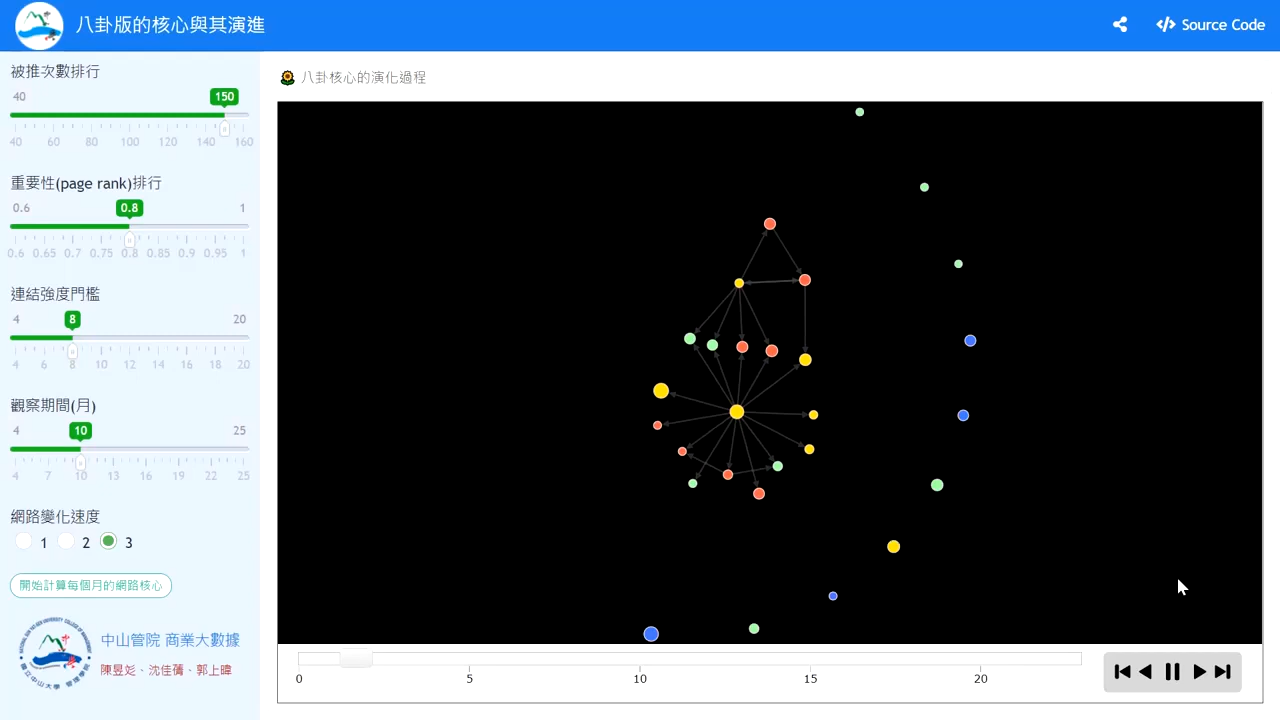 八卦版的核心與其演進
Source Code
被推次數排行
40 150
40 60 80 100 120 140 160
重要性(page rank)排行
0.6 0.8 1
0.6 0.65 0.7 0.75 0.8 0.85 0.9 0.95 1
連結強度門檻
4 8 20
4 6 8 10 12 14 16 18 20
觀察期間(月)
4 10 25
4 7 10 13 16 19 22 25
網路變化速度
1 2 3
開始計算每個月的網路核心
中山管院 商業大數據
陳昱彣、沈佳蒨、郭上暐
八卦核心的演化過程
0 5 10 15 20